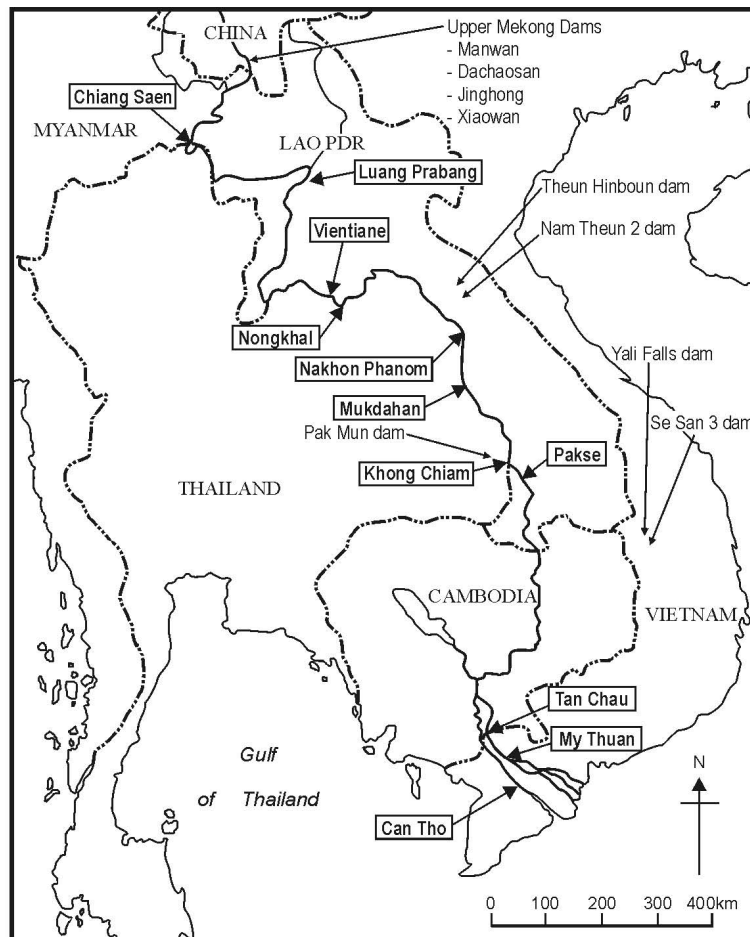 CHINA
Upper Mekong Dams
- Manwan
- Dachaosan
- Jinghong
- Xiaowan
Chiang Saen
MYANMAR
LAO PDR
Luang Prabang
Theun Hinboun dam
Nam Theun 2 dam
Vientiane
Nongkhal
Nakhon Phanom
Yali Falls dam
Mukdahan
Se San 3 dam
Pak Mun dam
Pakse
Khong Chiam
THAILAND
CAMBODIA
VIETNAM
Tan Chau
My Thuan
Gulf
of Thailand
N
Can Tho
0 100 200 300 400km